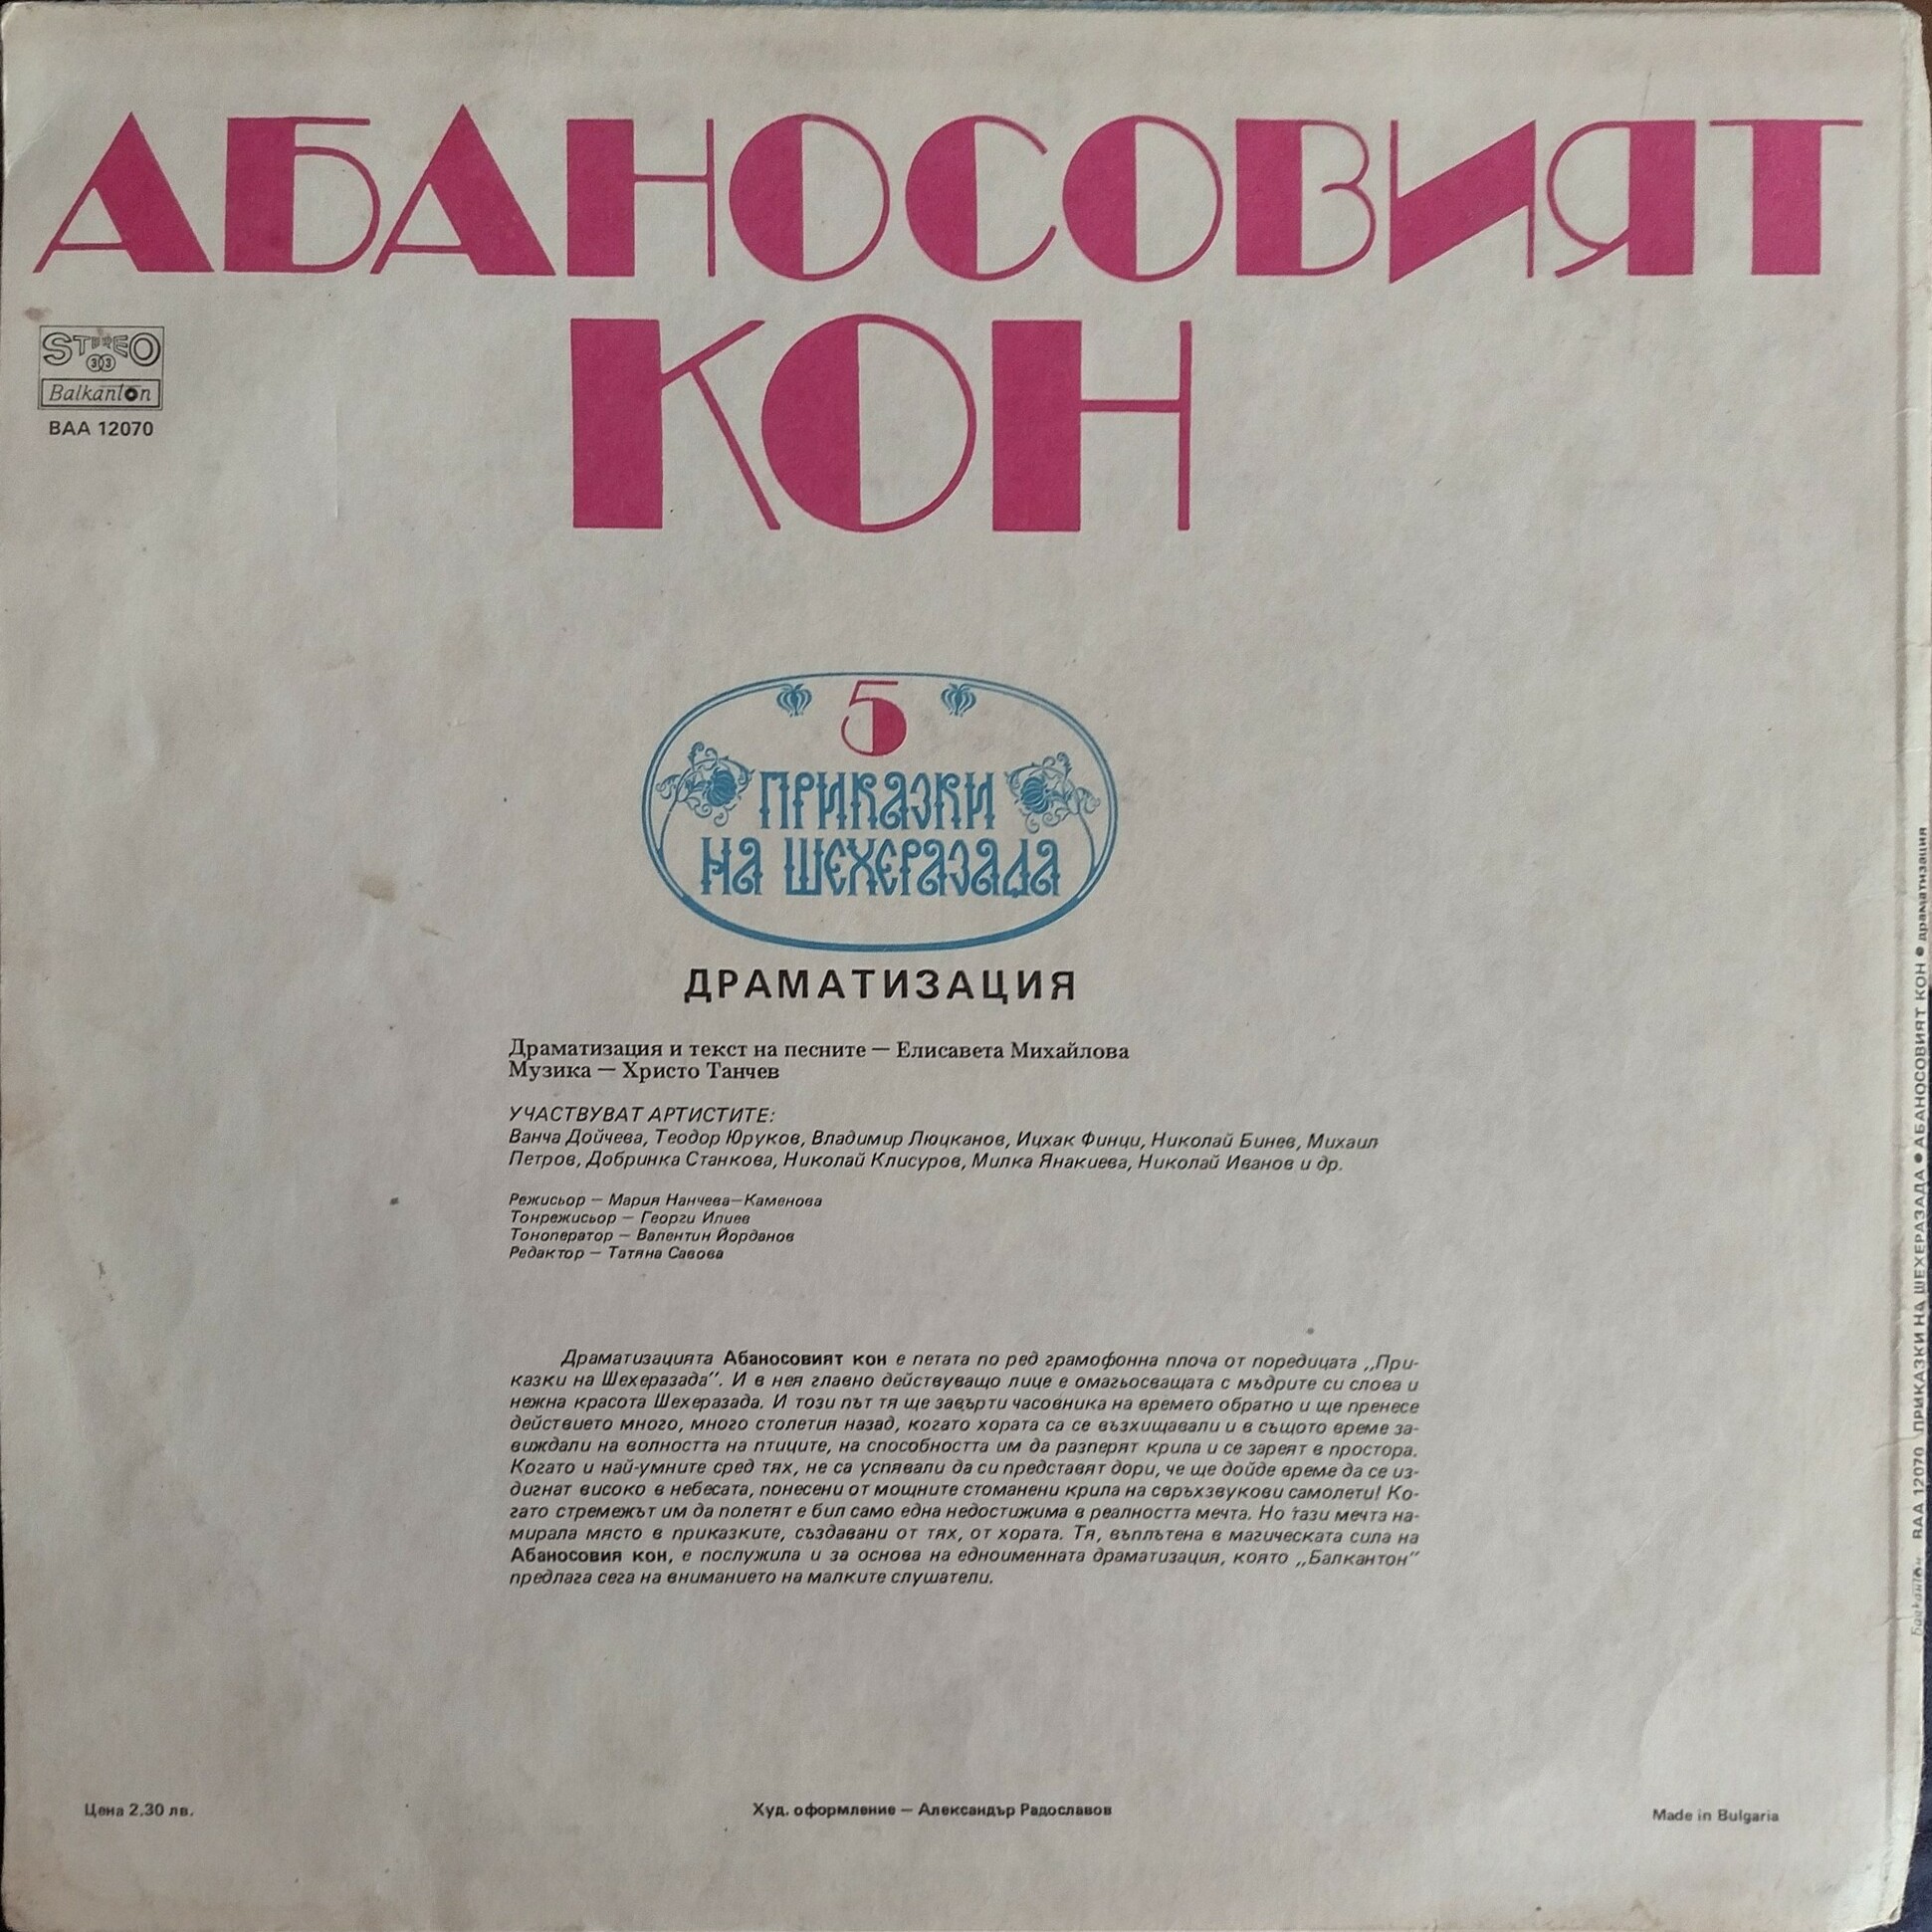 АБАНОСОВИЯТ
КОН
STEREO
33
Balkanton
ВАА 12070
5
ПРИКАЗКИ
НА ШЕХЕРАЗАДА
ДРАМАТИЗАЦИЯ
Драматизация и текст на песните — Елисавета Михайлова
Музика — Христо Танчев
УЧАСТВУВАТ АРТИСТИТЕ:
Ванча Дойчева, Теодор Юруков, Владимир Люцканов, Ицхак Финци, Николай Бинев, Михаил
Петров, Добринка Станкова, Николай Клисуров, Милка Янакиева, Николай Иванов и др.
Режисьор — Мария Нанчева—Каменова
Тонрежисьор — Георги Илиев
Тоноператор — Валентин Йорданов
Редактор — Татяна Савова
Драматизацията Абаносовият кон е петата по ред грамофонна плоча от поредицата „При-
казки на Шехеразада”. И в нея главно действуващо лице е омагьосващата с мъдрите си слова и
нежна красота Шехеразада. И този път тя ще завърти часовника на времето обратно и ще пренесе
действието много, много столетия назад, когато хората са се възхищавали и в същото време за-
виждали на волността на птиците, на способността им да разперят крила и се зареят в простора.
Когато и най-умните сред тях, не са успявали да си представят дори, че ще дойде време да се из-
дигнат високо в небесата, понесени от мощните стоманени крила на свръхзвукови самолети! Ко-
гато стремежът им да полетят е бил само една недостижима в реалността мечта. Но тази мечта на-
мирала място в приказките, създавани от тях, от хората. Тя, въплътена в магическата сила на
Абаносовия кон, е послужила и за основа на едноименната драматизация, която „Балкантон”
предлага сега на вниманието на малките слушатели.
Цена 2.30 лв.
Худ. оформление — Александър Радославов
Made in Bulgaria
Балкантон ВАА 12070 ПРИКАЗКИ НА ШЕХЕРАЗАДА ● АБАНОСОВИЯТ КОН ● драматизация